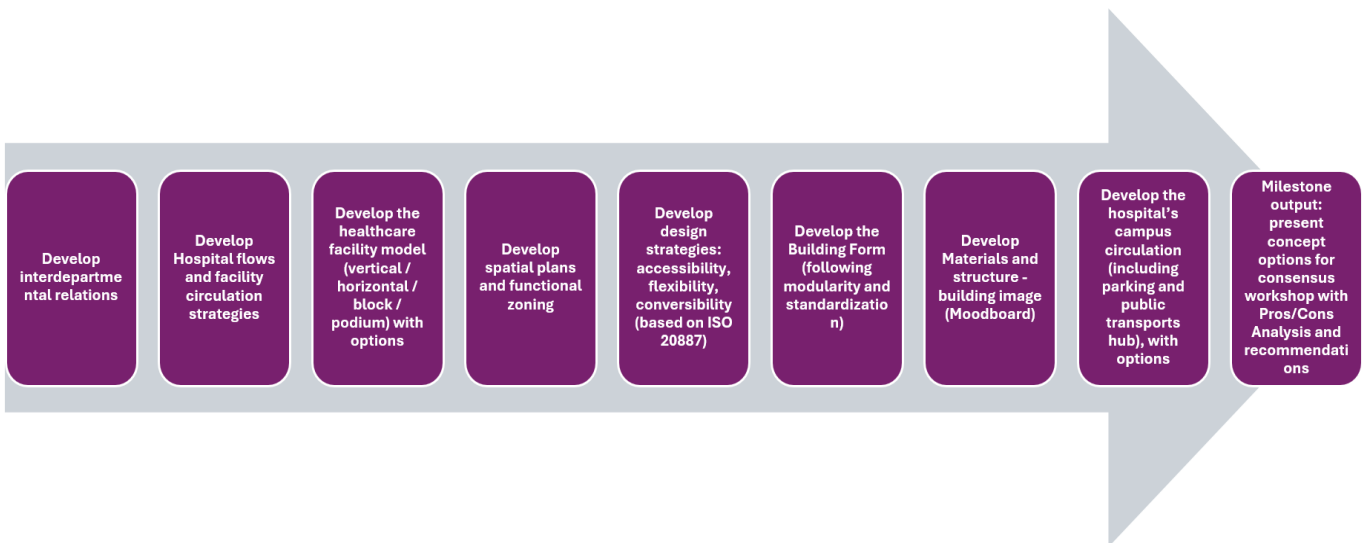 Develop
interdepartme
ntal relations
Develop
Hospital flows
and facility
circulation
strategies
Develop the
healthcare
facility model
(vertical /
horizontal /
block /
podium) with
options
Develop
spatial plans
and functional
zoning
Develop
design
strategies:
accessibility,
flexibility,
conversibility
(based on ISO
20887)
Develop the
Building Form
(following
modularity and
standardizatio
n)
Develop
Materials and
structure -
building image
(Moodboard)
Develop the
hospital’s
campus
circulation
(including
parking and
public
transports
hub), with
options
Milestone
output:
present
concept
options for
consensus
workshop with
Pros/Cons
Analysis and
recommendati
ons